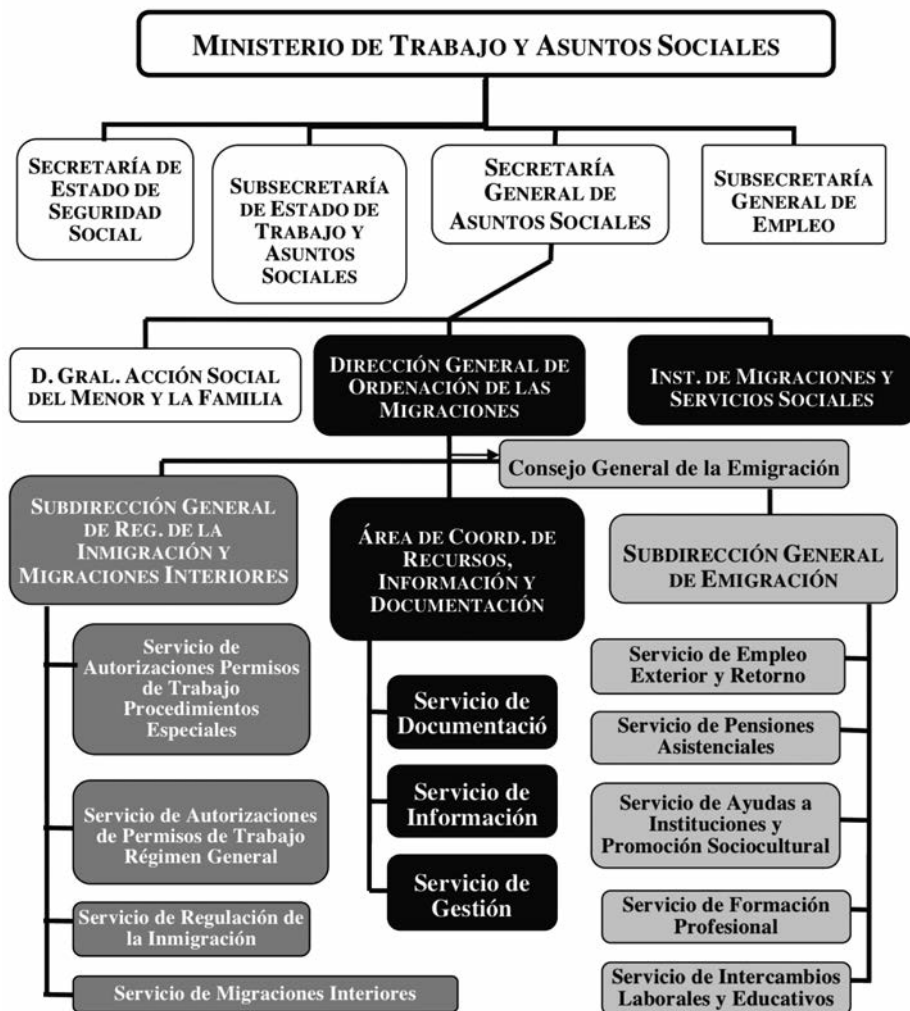 MINISTERIO DE TRABAJO Y ASUNTOS SOCIALES
SECRETARÍA DE
ESTADO DE
SEGURIDAD
SOCIAL
SUBSECRETARÍA
DE ESTADO DE
TRABAJO Y
ASUNTOS
SOCIALES
SECRETARÍA
GENERAL DE
ASUNTOS SOCIALES
SUBSECRETARÍA
GENERAL DE
EMPLEO
D. GRAL. ACCIÓN SOCIAL
DEL MENOR Y LA FAMILIA
DIRECCIÓN GENERAL DE
ORDENACIÓN DE LAS
MIGRACIONES
INST. DE MIGRACIONES Y
SERVICIOS SOCIALES
Consejo General de la Emigración
SUBDIRECCIÓN GENERAL
DE REG. DE LA
INMIGRACIÓN Y
MIGRACIONES INTERIORES
ÁREA DE COORD. DE
RECURSOS,
INFORMACIÓN Y
DOCUMENTACIÓN
SUBDIRECCIÓN GENERAL
DE EMIGRACIÓN
Servicio de
Autorizaciones Permisos
de Trabajo
Procedimientos
Especiales
Servicio de Autorizaciones
de Permisos de Trabajo
Régimen General
Servicio de Regulación de
la Inmigración
Servicio de Migraciones Interiores
Servicio de
Documentació
Servicio de
Información
Servicio de
Gestión
Servicio de Empleo
Exterior y Retorno
Servicio de Pensiones
Asistenciales
Servicio de Ayudas a
Instituciones y
Promoción Sociocultural
Servicio de Formación
Profesional
Servicio de Intercambios
Laborales y Educativos